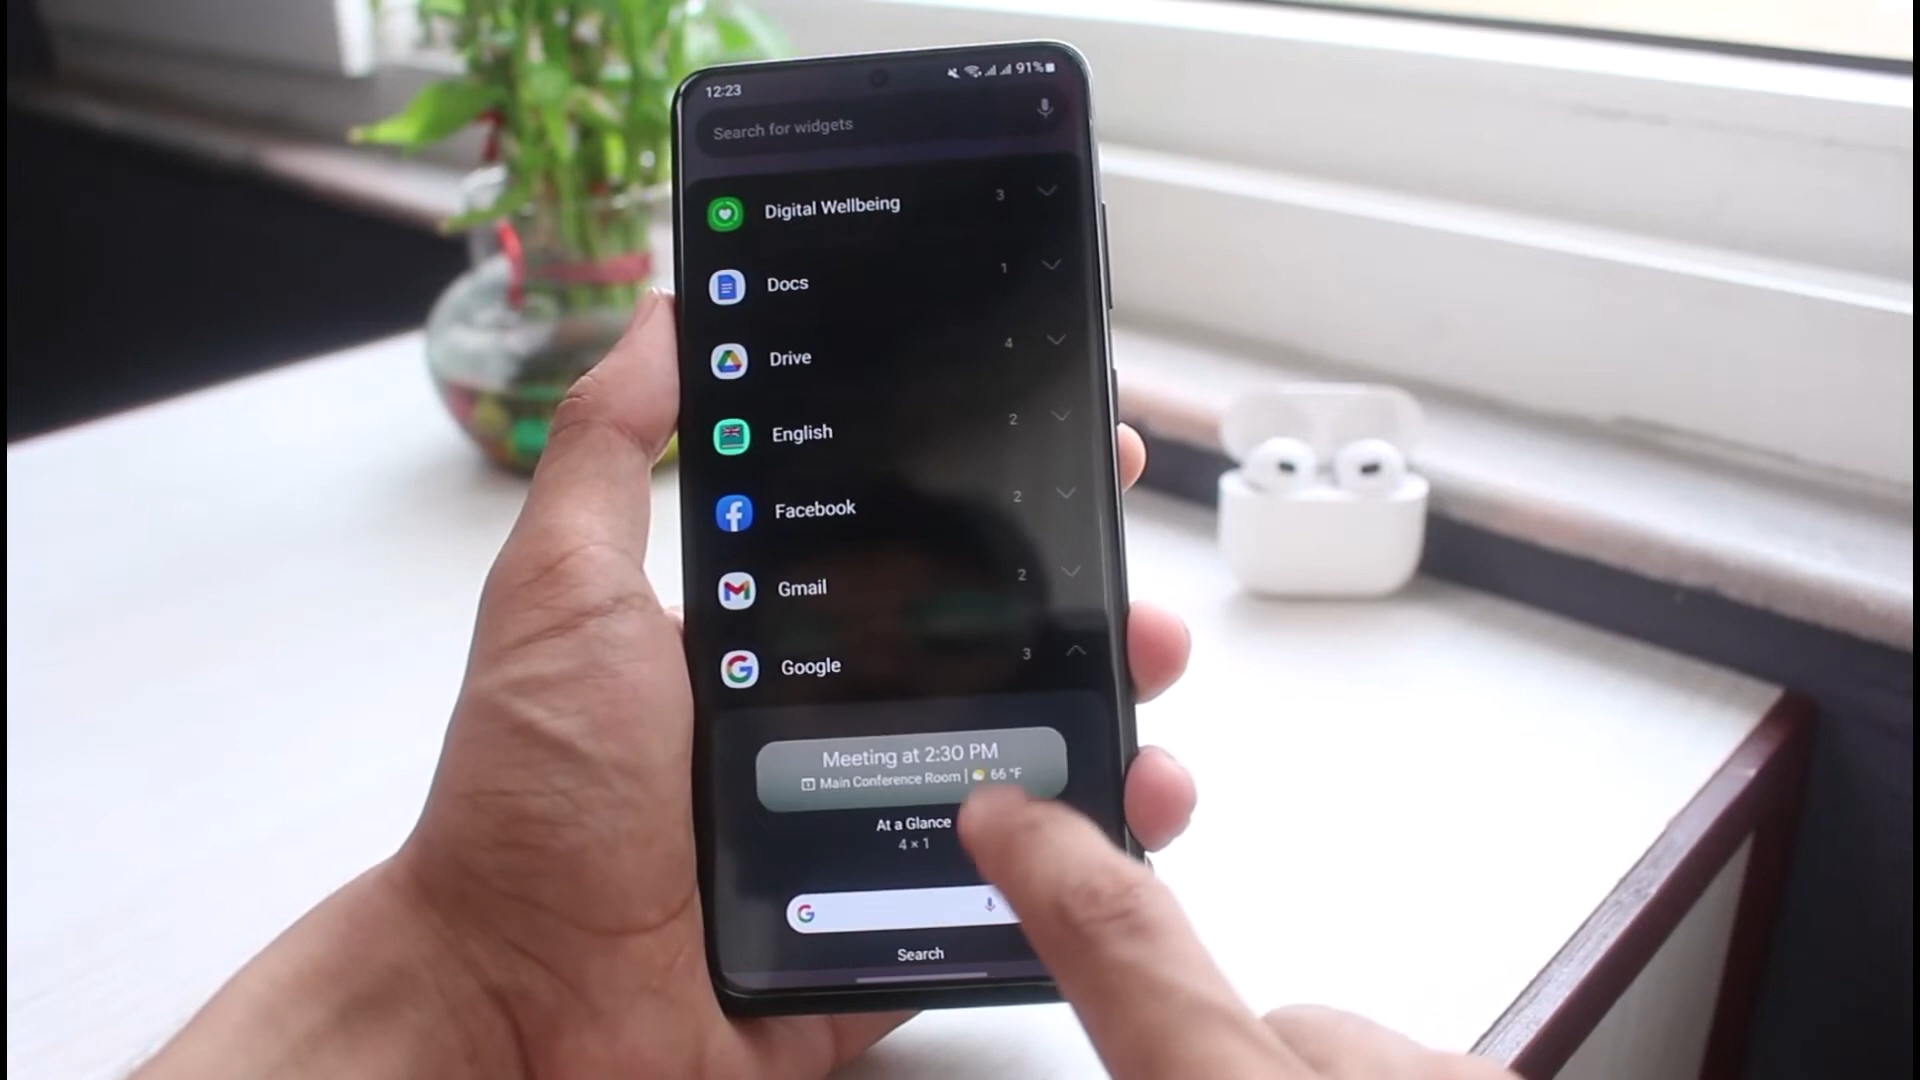 12:23
91%
Search for widgets
Digital Wellbeing 3
Docs 1
Drive 4
English 2
Facebook 2
Gmail 2
Google 3
Meeting at 2:30 PM
Main Conference Room | 66 °F
At a Glance
4 × 1
G
Search